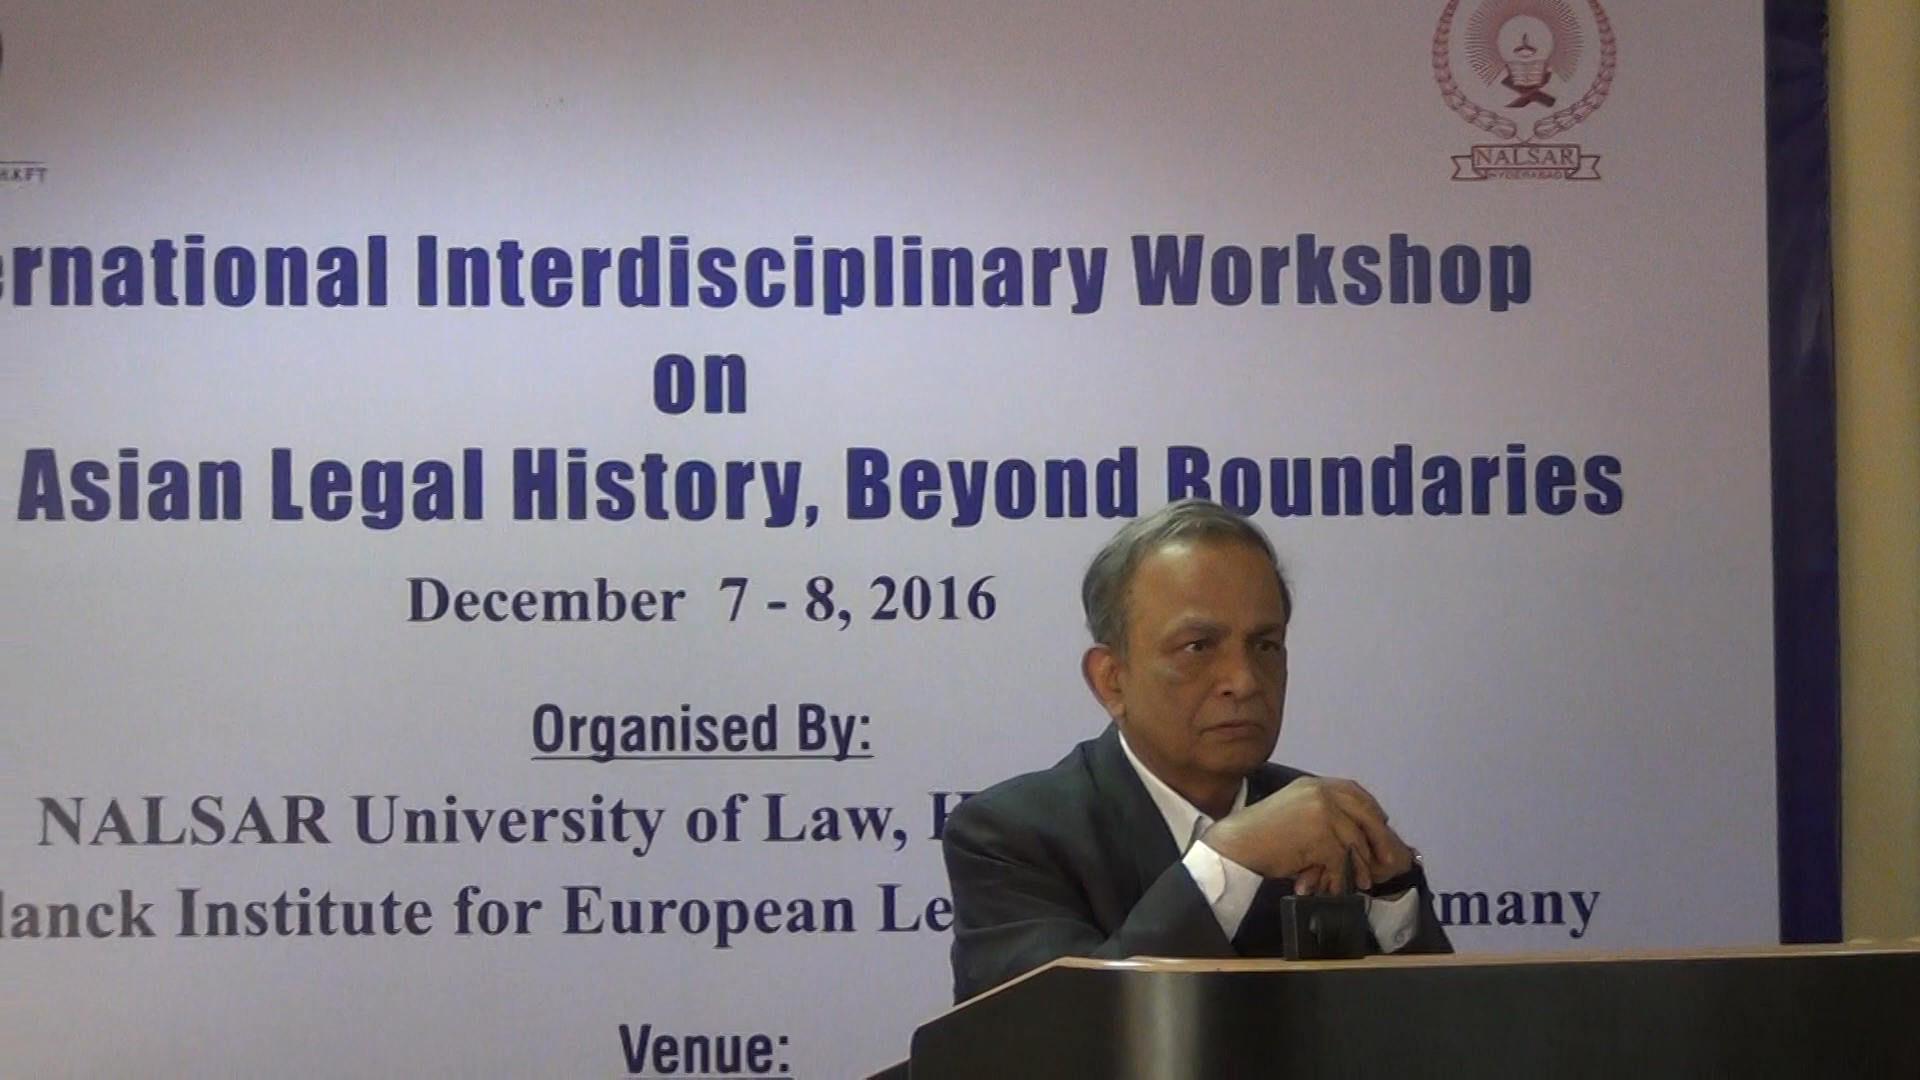 HAFT
NALSAR
HYDERABAD
ernational Interdisciplinary Workshop
on
Asian Legal History, Beyond Boundaries
December 7 - 8, 2016
Organised By:
NALSAR University of Law, H
lanck Institute for European Le many
Venue: